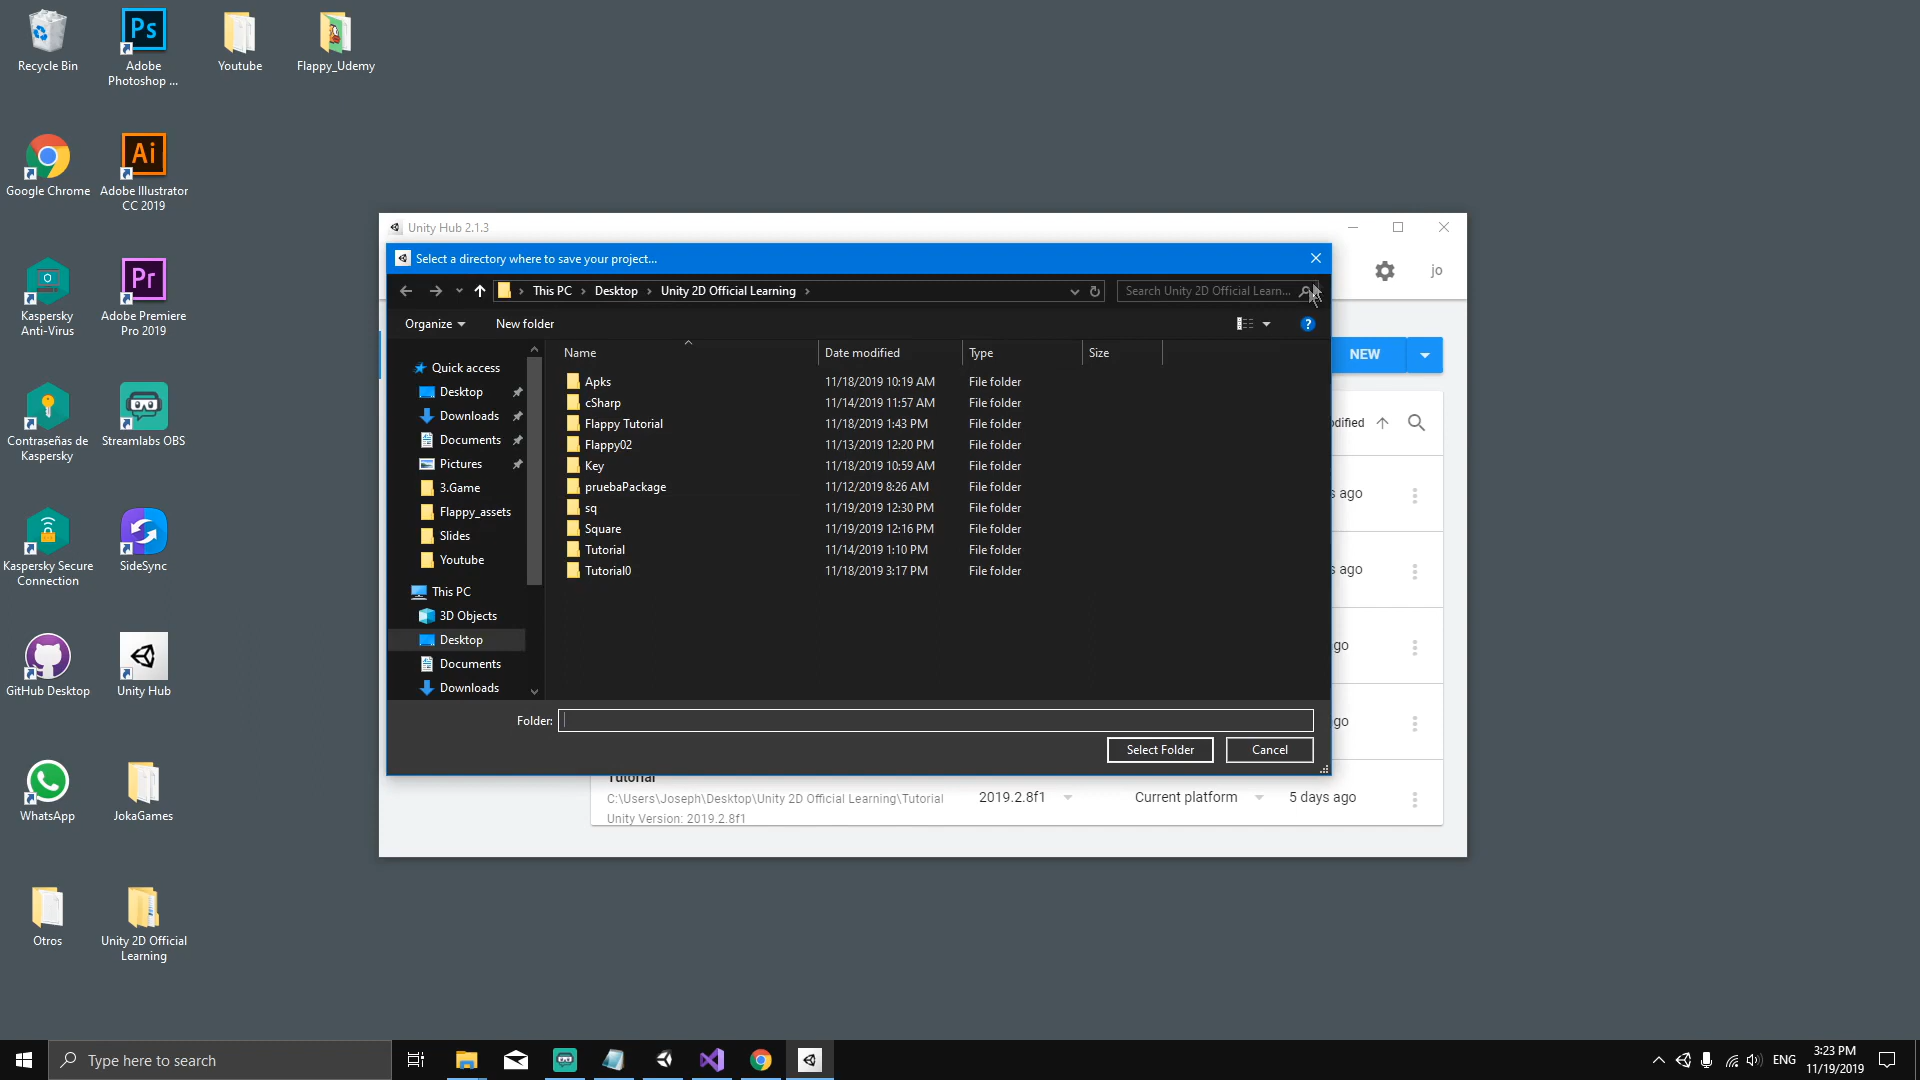 Recycle Bin
Adobe
Photoshop ...
Youtube
Flappy_Udemy
Google Chrome
Adobe Illustrator
CC 2019
Kaspersky
Anti-Virus
Adobe Premiere
Pro 2019
Contraseñas de
Kaspersky
Streamlabs OBS
Kaspersky Secure
Connection
SideSync
GitHub Desktop
Unity Hub
WhatsApp
JokaGames
Otros
Unity 2D Official
Learning
Ps
Ai
Pr
Unity Hub 2.1.3
jo
Select a directory where to save your project...
This PC
Desktop
Unity 2D Official Learning
Search Unity 2D Official Learn...
Organize
New folder
?
Quick access
Desktop
Downloads
Documents
Pictures
3.Game
Flappy_assets
Slides
Youtube
This PC
3D Objects
Desktop
Documents
Downloads
Name Date modified Type Size
Apks 11/18/2019 10:19 AM File folder
cSharp 11/14/2019 11:57 AM File folder
Flappy Tutorial 11/18/2019 1:43 PM File folder
Flappy02 11/13/2019 12:20 PM File folder
Key 11/18/2019 10:59 AM File folder
pruebaPackage 11/12/2019 8:26 AM File folder
sq 11/19/2019 12:30 PM File folder
Square 11/19/2019 12:16 PM File folder
Tutorial 11/14/2019 1:10 PM File folder
Tutorial0 11/18/2019 3:17 PM File folder
Folder:
Select Folder
Cancel
NEW
odified
s ago
s ago
go
go
Tutorial
C:\Users\Joseph\Desktop\Unity 2D Official Learning\Tutorial
Unity Version: 2019.2.8f1
2019.2.8f1
Current platform
5 days ago
Type here to search
ENG
3:23 PM
11/19/2019